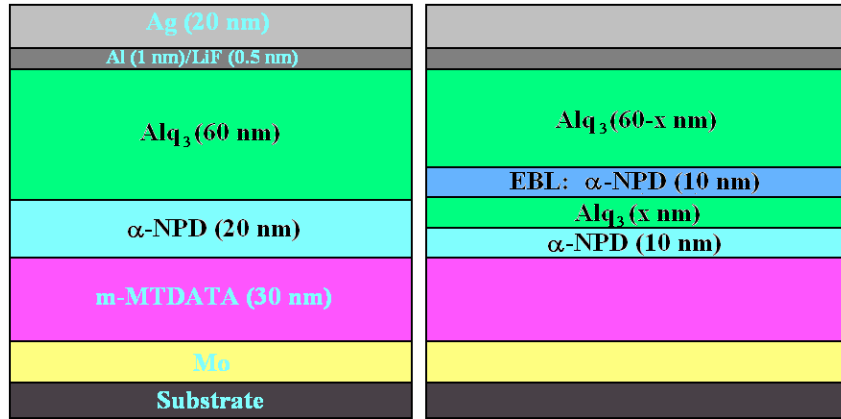 Ag (20 nm)
Al (1 nm)/LiF (0.5 nm)
Alq₃ (60 nm)
α-NPD (20 nm)
m-MTDATA (30 nm)
Mo
Substrate
Alq₃ (60-x nm)
EBL: α-NPD (10 nm)
Alq₃ (x nm)
α-NPD (10 nm)